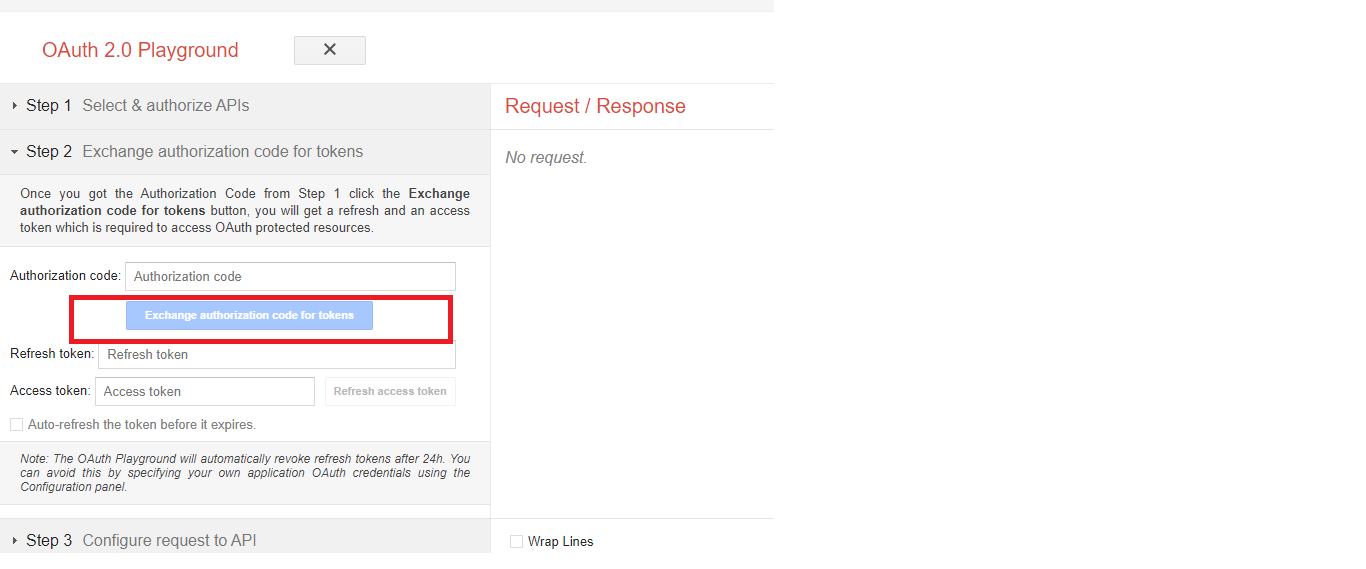 OAuth 2.0 Playground
Step 1 Select & authorize APIs
Step 2 Exchange authorization code for tokens
Once you got the Authorization Code from Step 1 click the Exchange
authorization code for tokens button, you will get a refresh and an access
token which is required to access OAuth protected resources.
Authorization code: Authorization code
Exchange authorization code for tokens
Refresh token: Refresh token
Access token: Access token Refresh access token
Auto-refresh the token before it expires.
Note: The OAuth Playground will automatically revoke refresh tokens after 24h. You
can avoid this by specifying your own application OAuth credentials using the
Configuration panel.
Step 3 Configure request to API
Request / Response
No request.
Wrap Lines